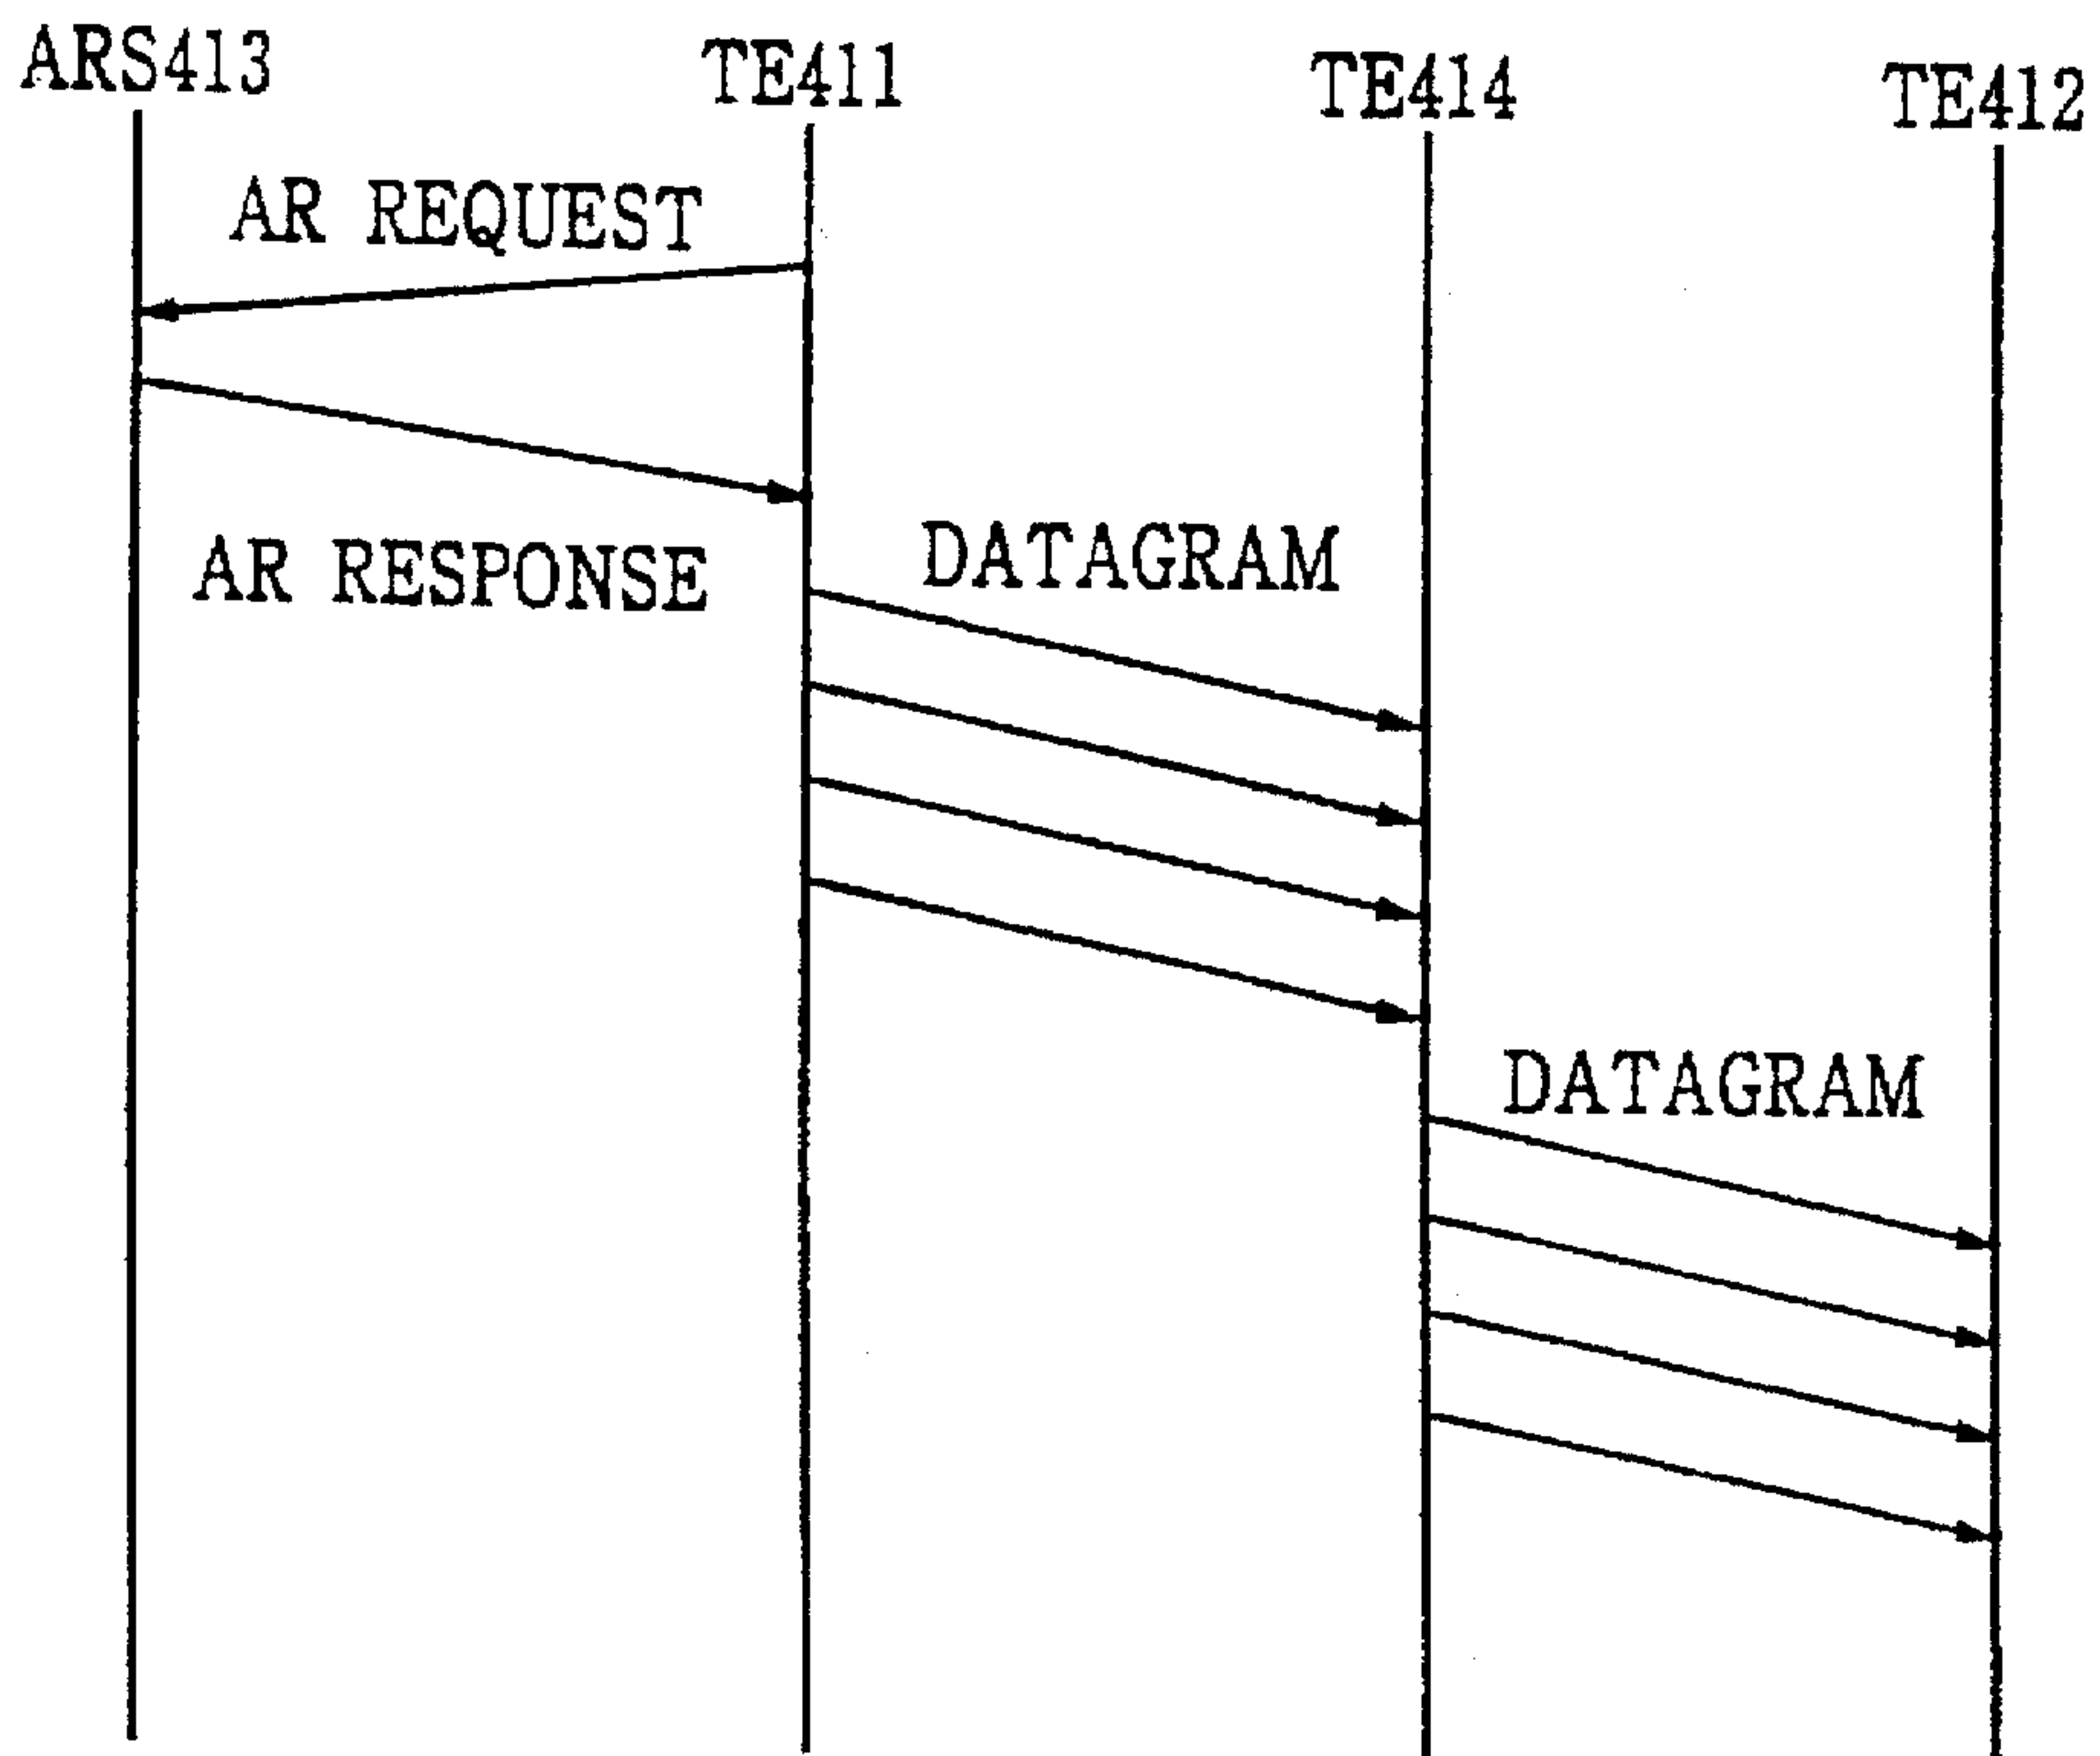 ARS413
TE411
TE414
TE412
AR REQUEST
AR RESPONSE
DATAGRAM
DATAGRAM